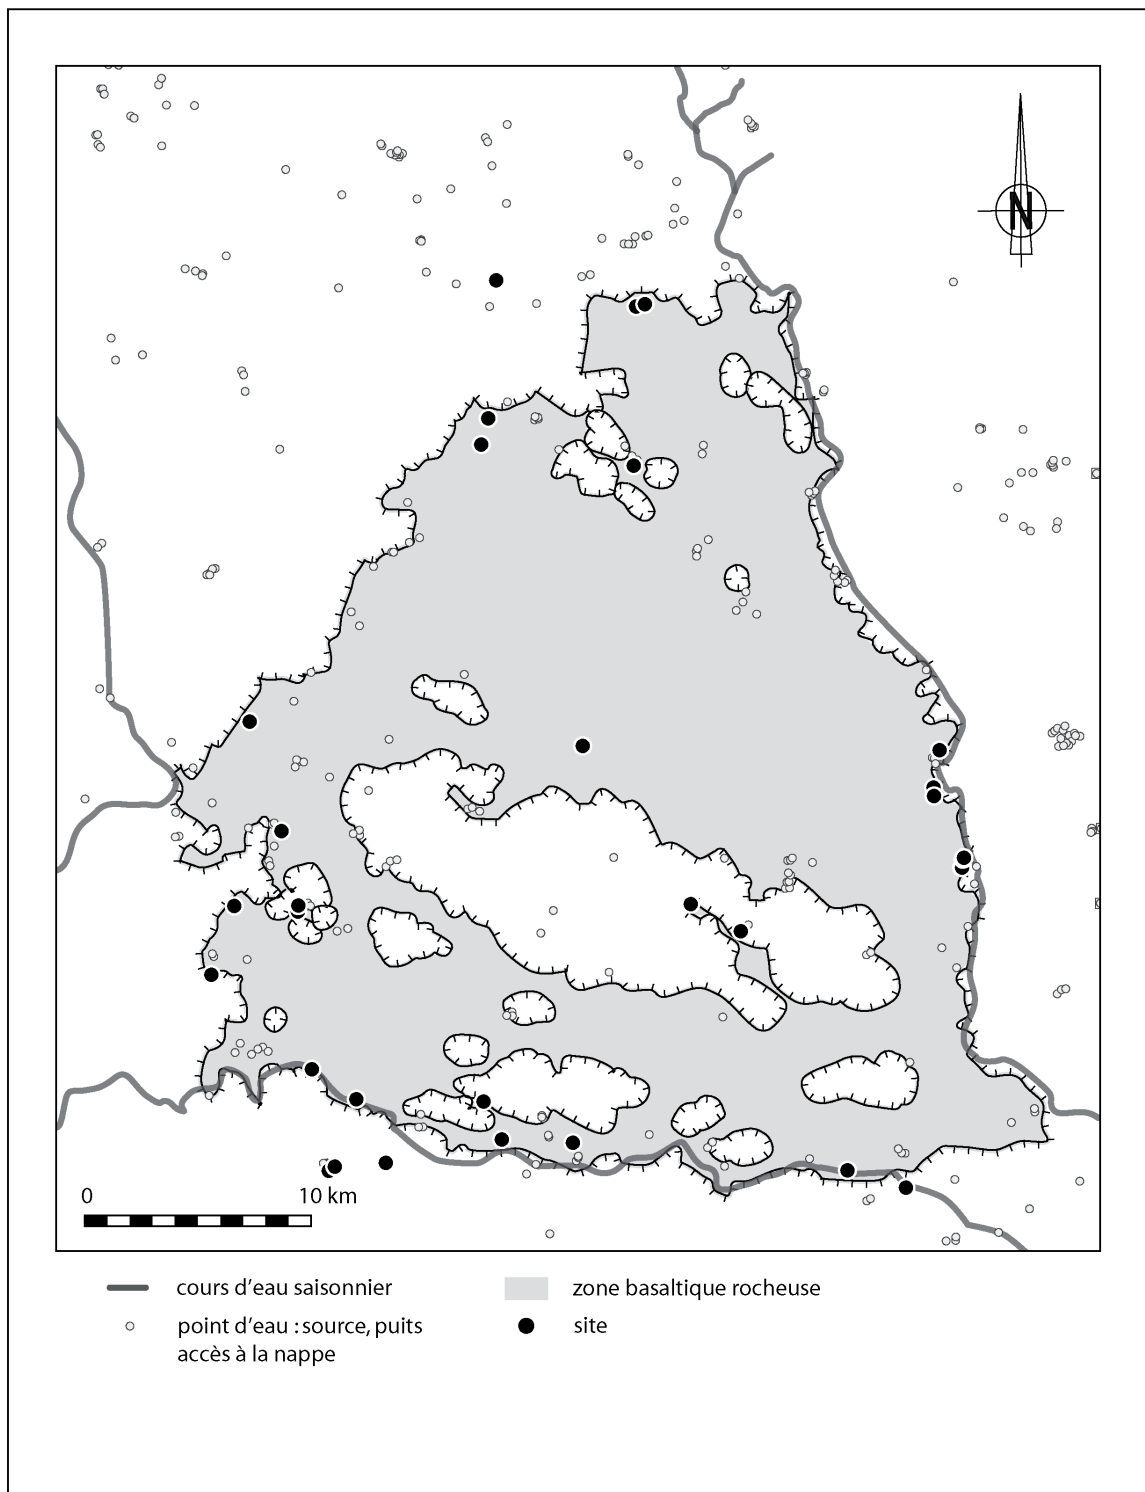 N
0 10 km
cours d'eau saisonnier
zone basaltique rocheuse
point d'eau : source, puits
accès à la nappe
site